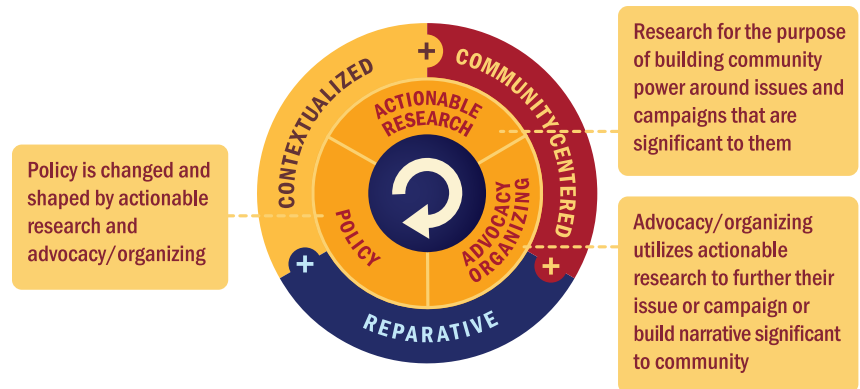 CONTEXTUALIZED
+
COMMUNITY CENTERED
ACTIONABLE
RESEARCH
POLICY
ADVOCACY
ORGANIZING
+
+
REPARATIVE
Research for the purpose
of building community
power around issues and
campaigns that are
significant to them
Policy is changed and
shaped by actionable
research and
advocacy/organizing
Advocacy/organizing
utilizes actionable
research to further their
issue or campaign or
build narrative significant
to community